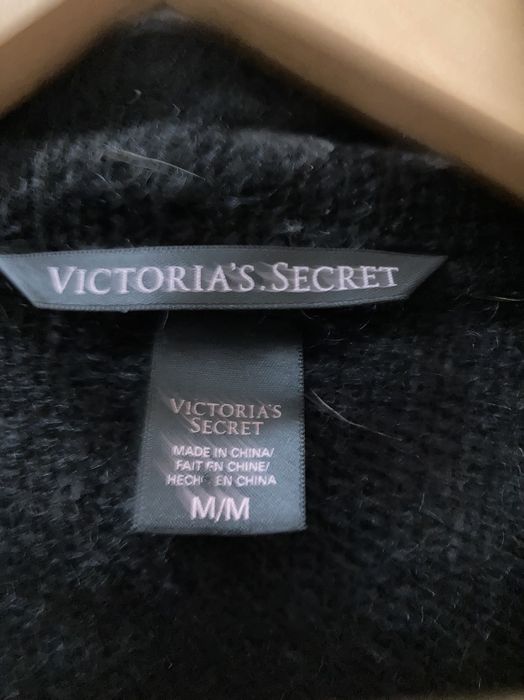 VICTORIA'S SECRET
VICTORIA'S
SECRET
MADE IN CHINA/
FAIT EN CHINE/
HECHO EN CHINA
M/M